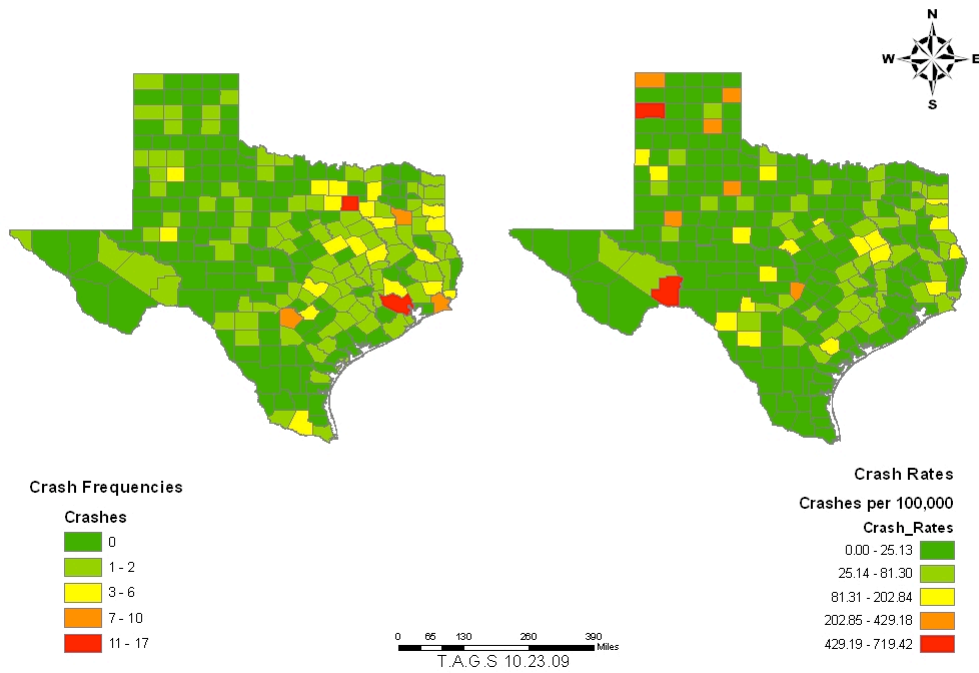 N
W E
S
Crash Frequencies
Crashes
0
1 - 2
3 - 6
7 - 10
11 - 17
Crash Rates
Crashes per 100,000
Crash_Rates
0.00 - 25.13
25.14 - 81.30
81.31 - 202.84
202.85 - 429.18
429.19 - 719.42
0 65 130 260 390
Miles
T.A.G.S 10.23.09